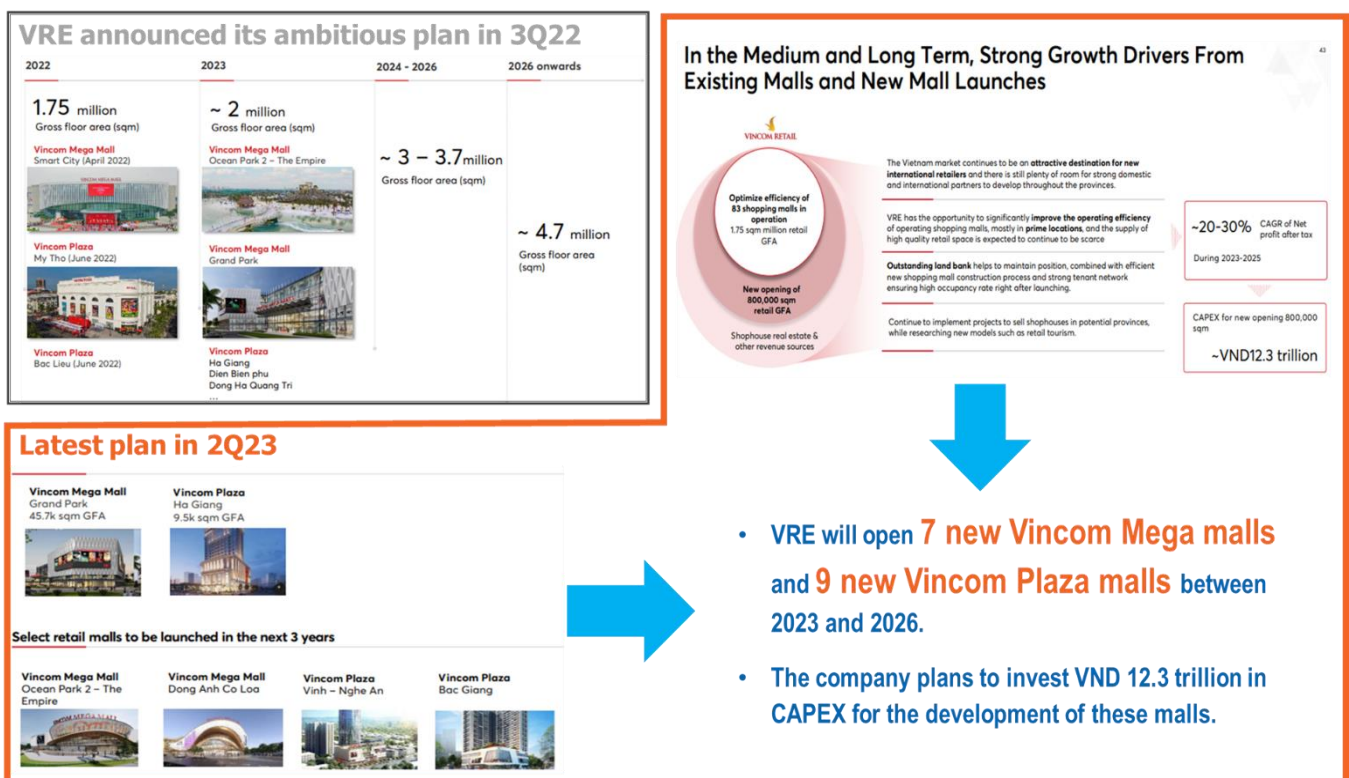 VRE announced its ambitious plan in 3Q22
2022
2023
2024 - 2026
2026 onwards
1.75 million
Gross floor area (sqm)
Vincom Mega Mall
Smart City (April 2022)
VINCOM MEGA MALL
Vincom Plaza
My Tho (June 2022)
Vincom Plaza
Bac Lieu (June 2022)
~ 2 million
Gross floor area (sqm)
Vincom Mega Mall
Ocean Park 2 – The Empire
Vincom Mega Mall
Grand Park
Vincom Plaza
Ha Giang
Dien Bien phu
Dong Ha Quang Tri
...
~ 3 – 3.7 million
Gross floor area (sqm)
~ 4.7 million
Gross floor area
(sqm)
In the Medium and Long Term, Strong Growth Drivers From
Existing Malls and New Mall Launches
43
VINCOM RETAIL
Optimize efficiency of
83 shopping malls in
operation
1.75 sqm million retail
GFA
New opening of
800,000 sqm
retail GFA
Shophouse real estate &
other revenue sources
The Vietnam market continues to be an attractive destination for new
international retailers and there is still plenty of room for strong domestic
and international partners to develop throughout the provinces.
VRE has the opportunity to significantly improve the operating efficiency
of operating shopping malls, mostly in prime locations, and the supply of
high quality retail space is expected to continue to be scarce
Outstanding land bank helps to maintain position, combined with efficient
new shopping mall construction process and strong tenant network
ensuring high occupancy rate right after launching.
Continue to implement projects to sell shophouses in potential provinces,
while researching new models such as retail tourism.
~20-30% CAGR of Net
profit after tax
During 2023-2025
CAPEX for new opening 800,000
sqm
~VND12.3 trillion
Latest plan in 2Q23
Vincom Mega Mall
Grand Park
45.7k sqm GFA
Vincom Plaza
Ha Giang
9.5k sqm GFA
Select retail malls to be launched in the next 3 years
Vincom Mega Mall
Ocean Park 2 – The
Empire
VINCOM MEGA MALL
Vincom Mega Mall
Dong Anh Co Loa
Vincom Plaza
Vinh – Nghe An
Vincom Plaza
Bac Giang
• VRE will open 7 new Vincom Mega malls
and 9 new Vincom Plaza malls between
2023 and 2026.
• The company plans to invest VND 12.3 trillion in
CAPEX for the development of these malls.